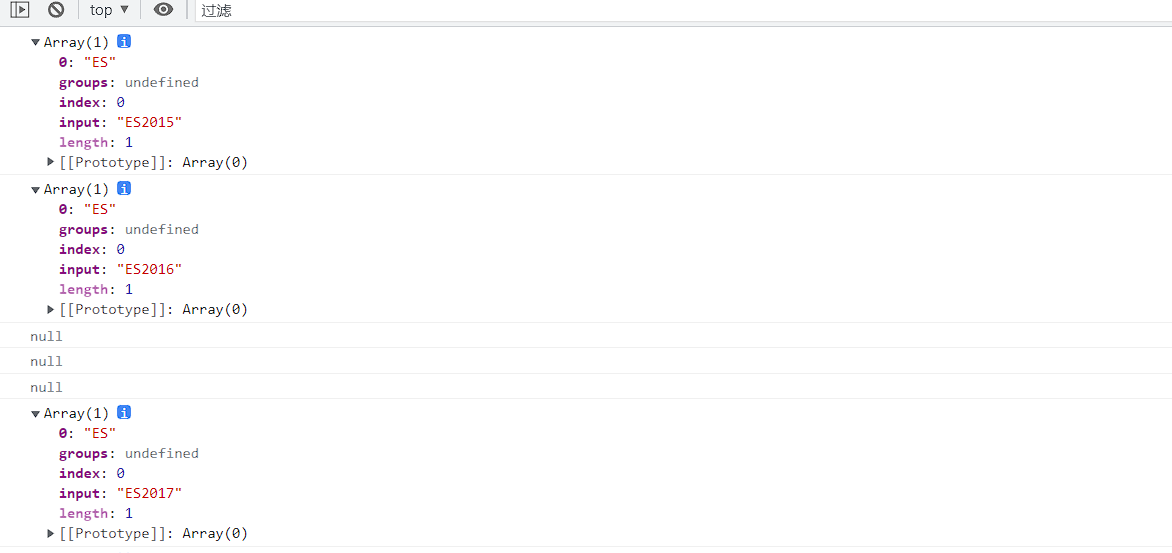 top 过滤
Array(1) i
0: "ES"
groups: undefined
index: 0
input: "ES2015"
length: 1
[[Prototype]]: Array(0)
Array(1) i
0: "ES"
groups: undefined
index: 0
input: "ES2016"
length: 1
[[Prototype]]: Array(0)
null
null
null
Array(1) i
0: "ES"
groups: undefined
index: 0
input: "ES2017"
length: 1
[[Prototype]]: Array(0)